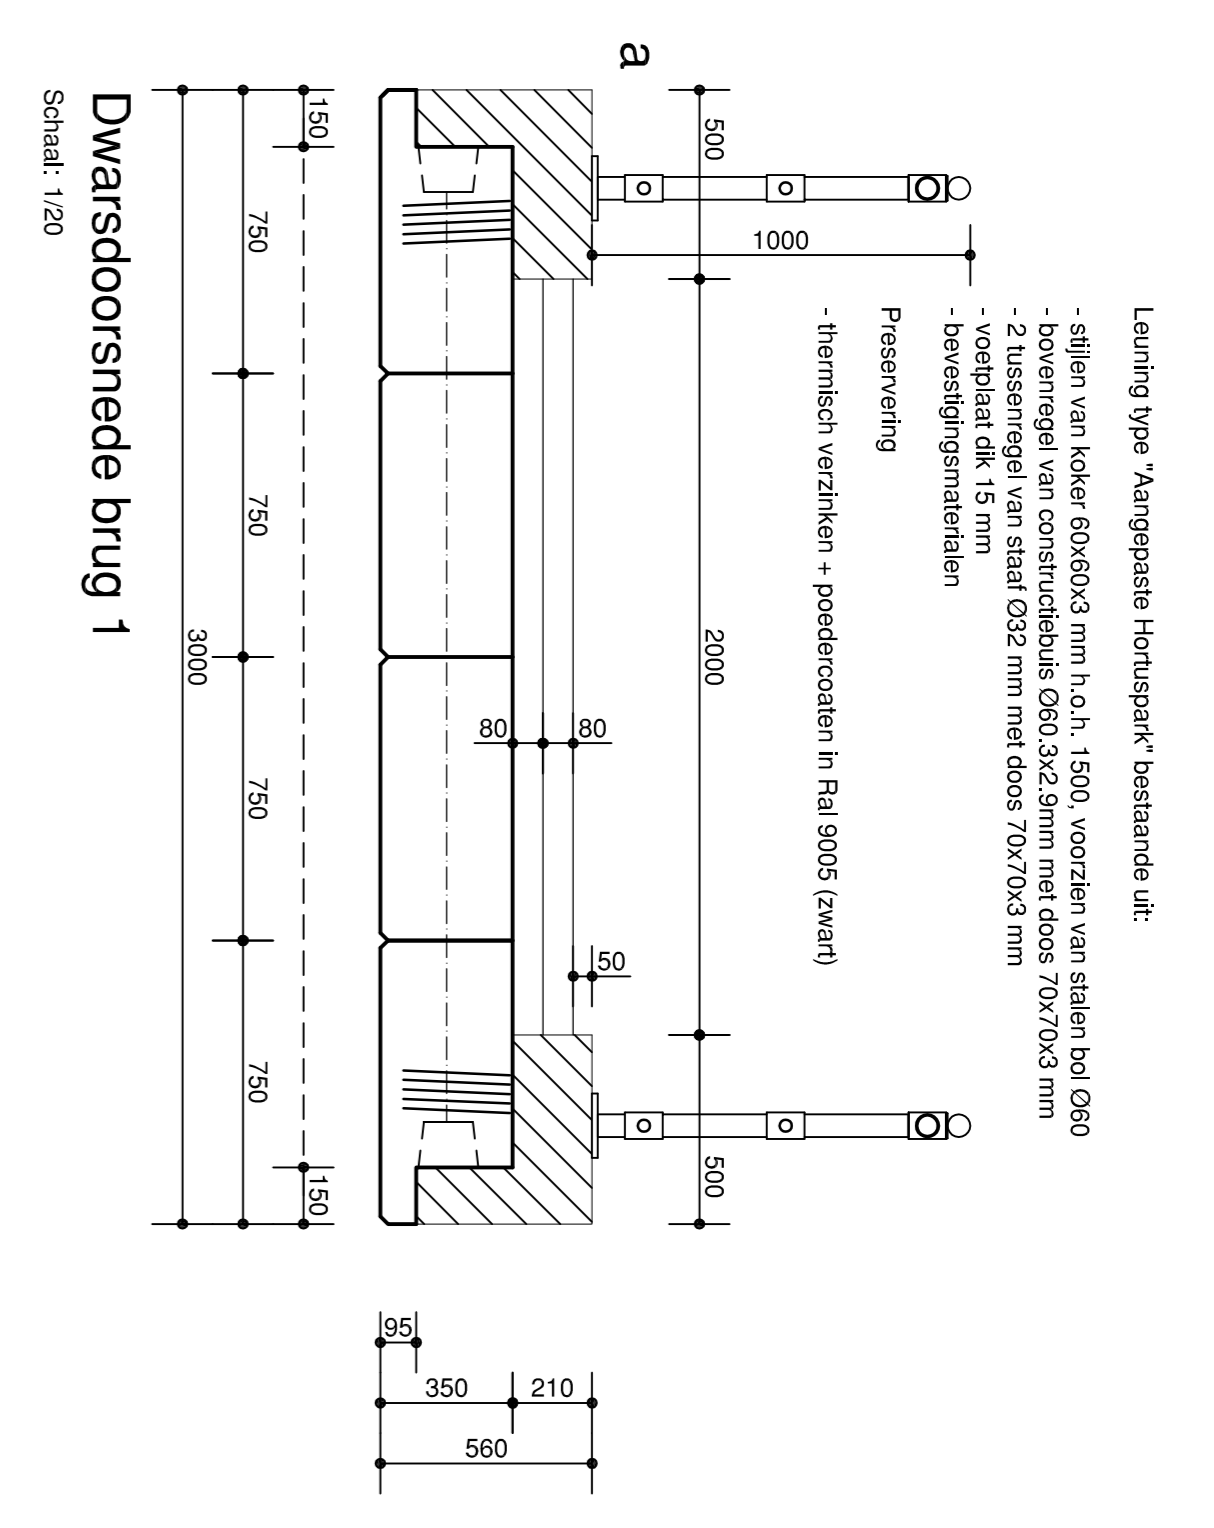 a
Leuning type "Aangepaste Hortuspark" bestaande uit:
- stijlen van koker 60x60x3 mm h.o.h. 1500, voorzien van stalen bol Ø60
- bovenregel van constructiebuis Ø60.3x2.9mm met doos 70x70x3 mm
- 2 tussenregel van staaf Ø32 mm met doos 70x70x3 mm
- voetplaat dik 15 mm
- bevestigingsmaterialen
Preservering
- thermisch verzinken + poedercoaten in Ral 9005 (zwart)
1000
500
2000
500
50
80
80
150
150
750
750
750
750
3000
95
350
210
560
Dwarsdoorsnede brug 1
Schaal: 1/20